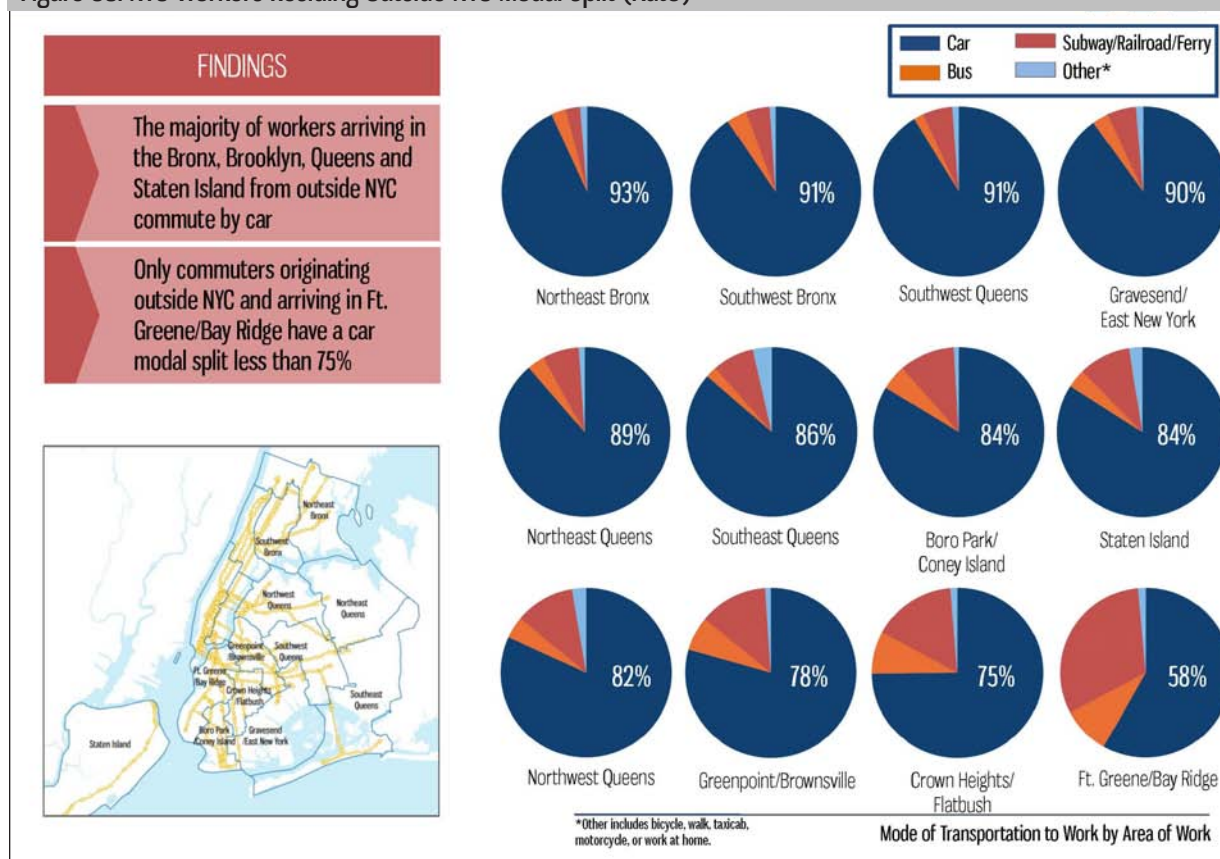 FINDINGS
The majority of workers arriving in
the Bronx, Brooklyn, Queens and
Staten Island from outside NYC
commute by car
Only commuters originating
outside NYC and arriving in Ft.
Greene/Bay Ridge have a car
modal split less than 75%
Car
Subway/Railroad/Ferry
Bus
Other*
93%
91%
91%
90%
Northeast Bronx
Southwest Bronx
Southwest Queens
Gravesend/
East New York
89%
86%
84%
84%
Northeast Queens
Southeast Queens
Boro Park/
Coney Island
Staten Island
82%
78%
75%
58%
Northwest Queens
Greenpoint/Brownsville
Crown Heights/
Flatbush
Ft. Greene/Bay Ridge
Northeast
Bronx
Southwest
Bronx
Northwest
Queens
Northeast
Queens
Greenpoint
/Brownsville
Southwest
Queens
Ft. Greene
/Bay Ridge
Crown Heights
/Flatbush
Southeast
Queens
Boro Park
/Coney Island
Gravesend
/East New York
Staten Island
*Other includes bicycle, walk, taxicab,
motorcycle, or work at home.
Mode of Transportation to Work by Area of Work